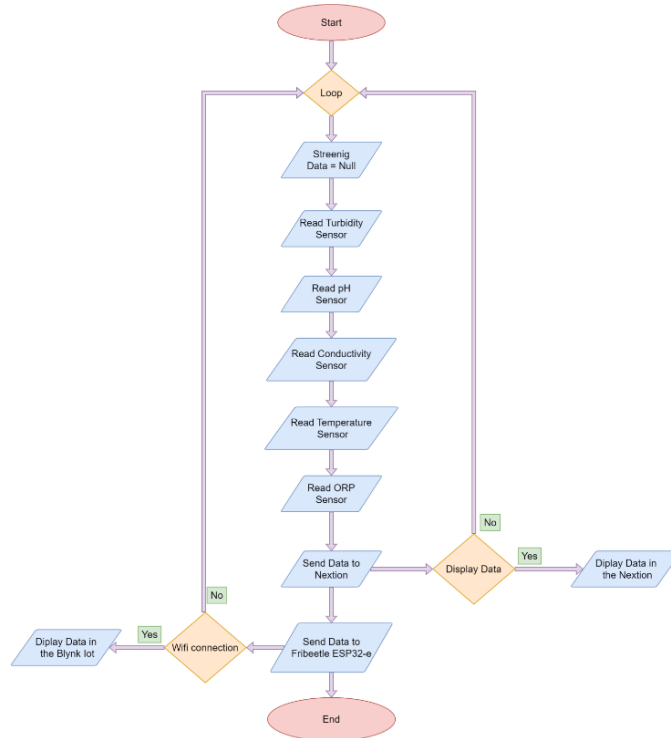 Start
Loop
Streenig
Data = Null
Read Turbidity
Sensor
Read pH
Sensor
Read Conductivity
Sensor
Read Temperature
Sensor
Read ORP
Sensor
No
Send Data to
Nextion
Display Data
Yes
Diplay Data in
the Nextion
No
Diplay Data in
the Blynk Iot
Yes
Wifi connection
Send Data to
Fribeetle ESP32-e
End